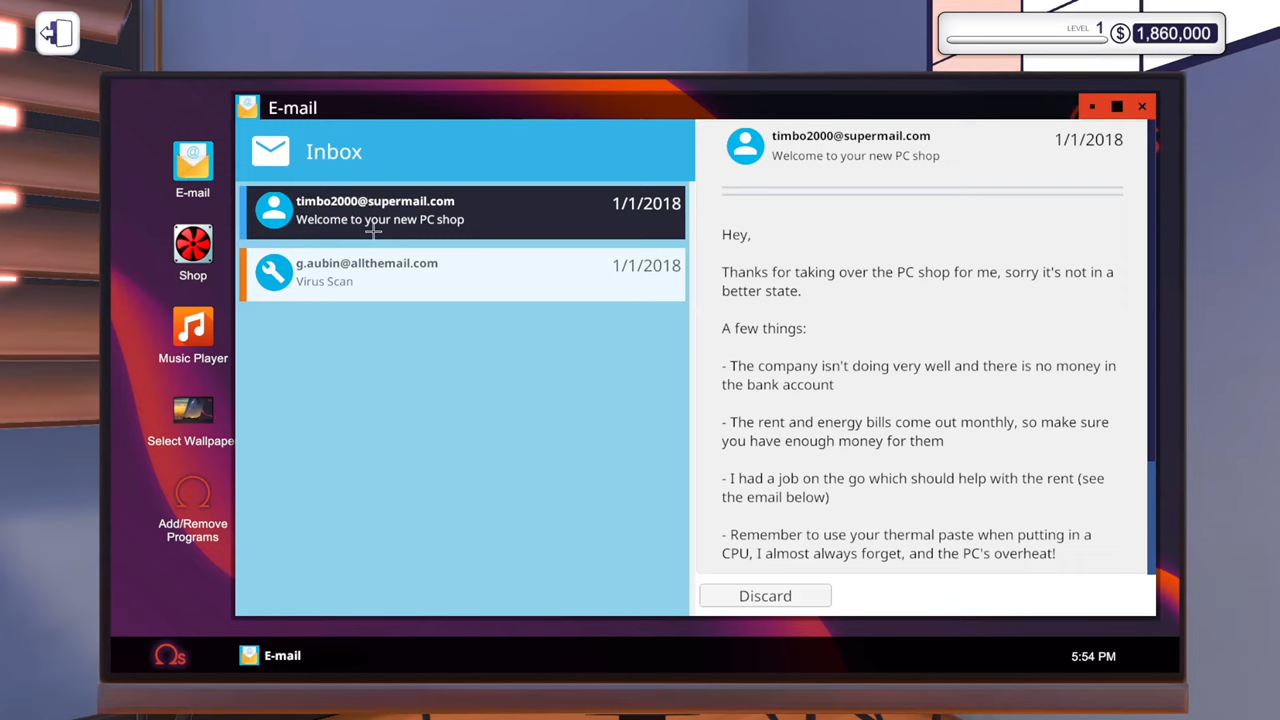 LEVEL 1 $ 1,860,000
E-mail
Inbox
timbo2000@supermail.com 1/1/2018
Welcome to your new PC shop
g.aubin@allthemail.com 1/1/2018
Virus Scan
timbo2000@supermail.com 1/1/2018
Welcome to your new PC shop
Hey,
Thanks for taking over the PC shop for me, sorry it's not in a
better state.
A few things:
- The company isn't doing very well and there is no money in
the bank account
- The rent and energy bills come out monthly, so make sure
you have enough money for them
- I had a job on the go which should help with the rent (see
the email below)
- Remember to use your thermal paste when putting in a
CPU, I almost always forget, and the PC's overheat!
Discard
E-mail
Shop
Music Player
Select Wallpape
Add/Remove
Programs
Ωs
E-mail
5:54 PM